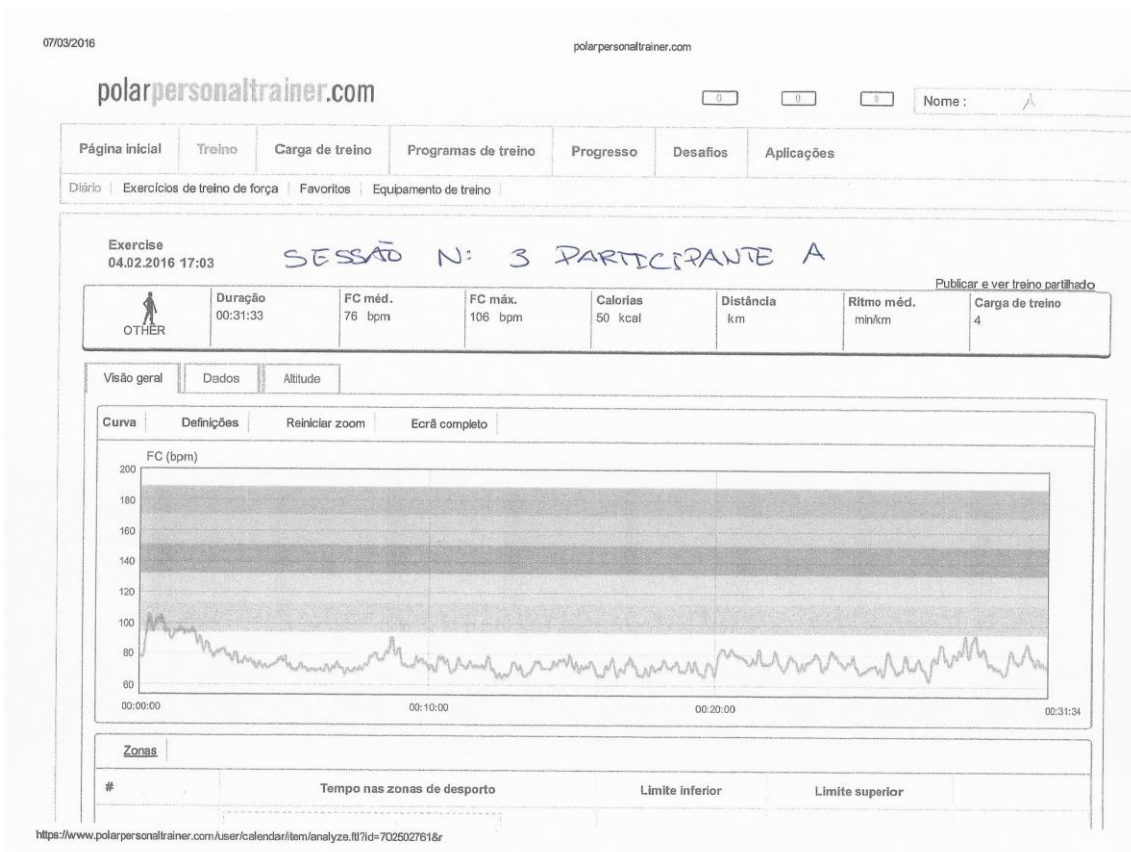 07/03/2016 polarpersonaltrainer.com
polarpersonaltrainer.com
0 0 0 Nome :
Página inicial Treino Carga de treino Programas de treino Progresso Desafios Aplicações
Diário Exercícios de treino de força Favoritos Equipamento de treino
Exercise
04.02.2016 17:03
SESSÃO N: 3 PARTICIPANTE A
Publicar e ver treino partilhado
OTHER
Duração FC méd. FC máx. Calorias Distância Ritmo méd. Carga de treino
00:31:33 76 bpm 106 bpm 50 kcal km min/km 4
Visão geral Dados Altitude
Curva Definições Reiniciar zoom Ecrã completo
FC (bpm)
200
180
160
140
120
100
80
60
00:00:00 00:10:00 00:20:00 00:31:34
Zonas
# Tempo nas zonas de desporto Limite inferior Limite superior
https://www.polarpersonaltrainer.com/user/calendar/item/analyze.ftl?id=702502761&r